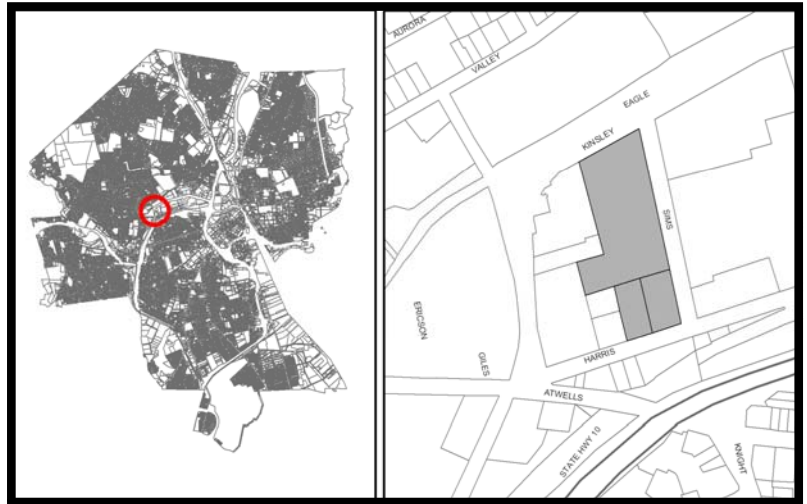 AURORA
VALLEY
EAGLE
KINSLEY
SIMS
ERICSON
GILES
HARRIS
ATWELLS
STATE HWY 10
KNIGHT